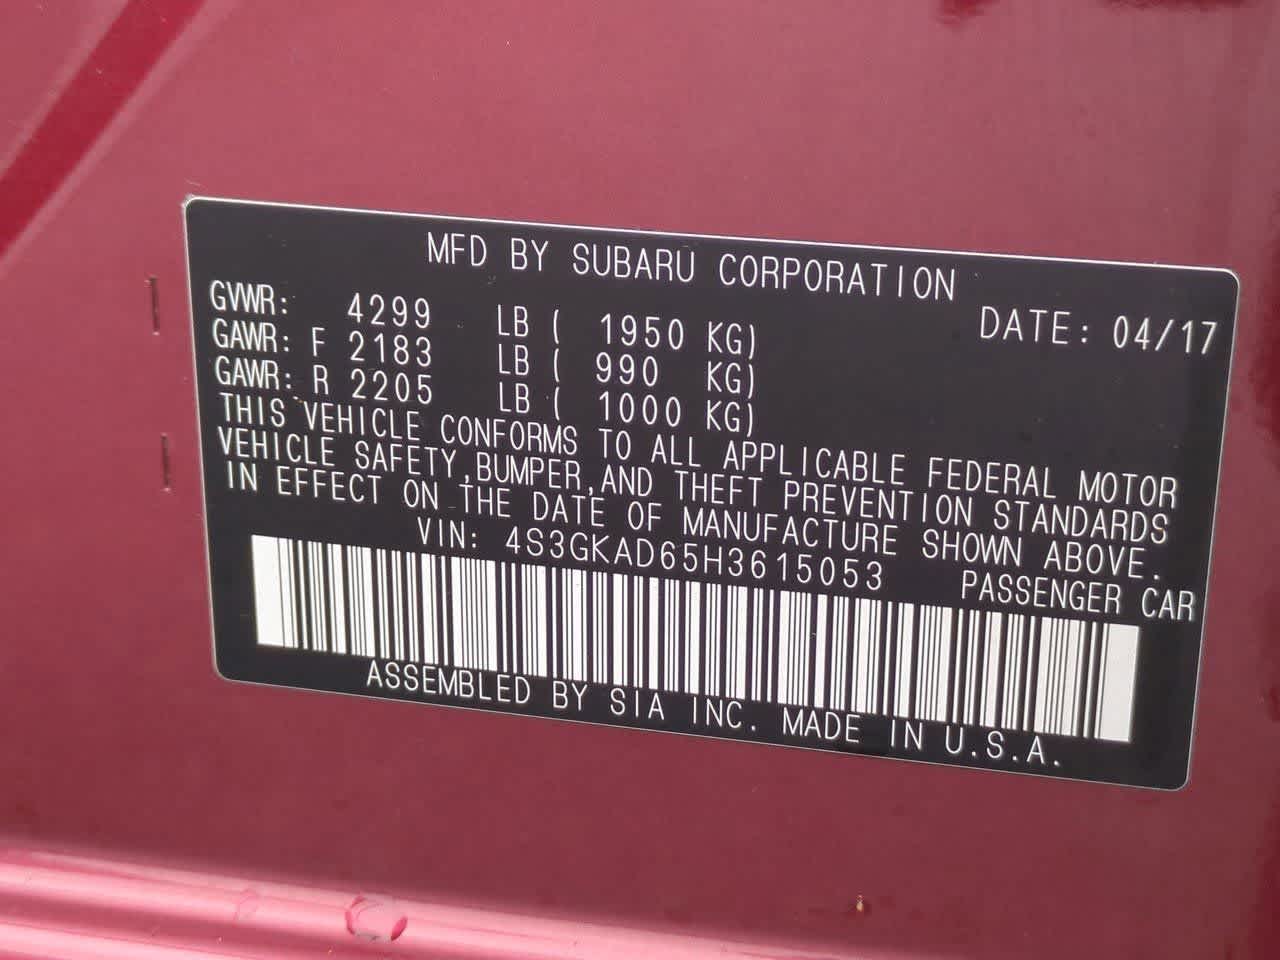 MFD BY SUBARU CORPORATION
GVWR: 4299 LB ( 1950 KG) DATE: 04/17
GAWR: F 2183 LB ( 990 KG)
GAWR: R 2205 LB ( 1000 KG)
THIS VEHICLE CONFORMS TO ALL APPLICABLE FEDERAL MOTOR
VEHICLE SAFETY,BUMPER,AND THEFT PREVENTION STANDARDS
IN EFFECT ON THE DATE OF MANUFACTURE SHOWN ABOVE.
VIN: 4S3GKAD65H3615053 PASSENGER CAR
ASSEMBLED BY SIA INC. MADE IN U.S.A.